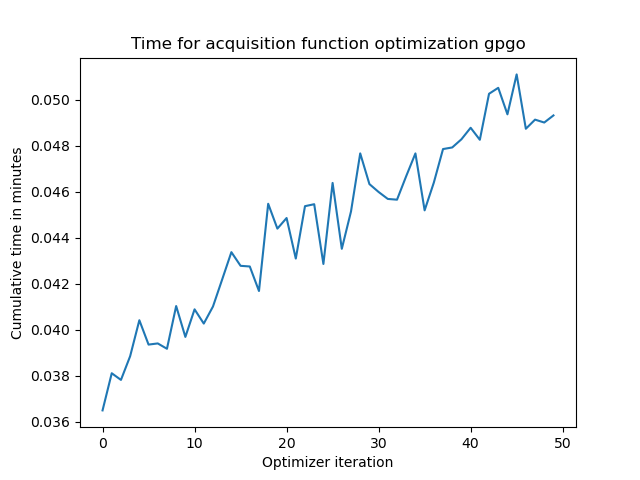 Time for acquisition function optimization gpgo
0.050
0.048
0.046
0.044
0.042
0.040
0.038
0.036
Cumulative time in minutes
0 10 20 30 40 50
Optimizer iteration